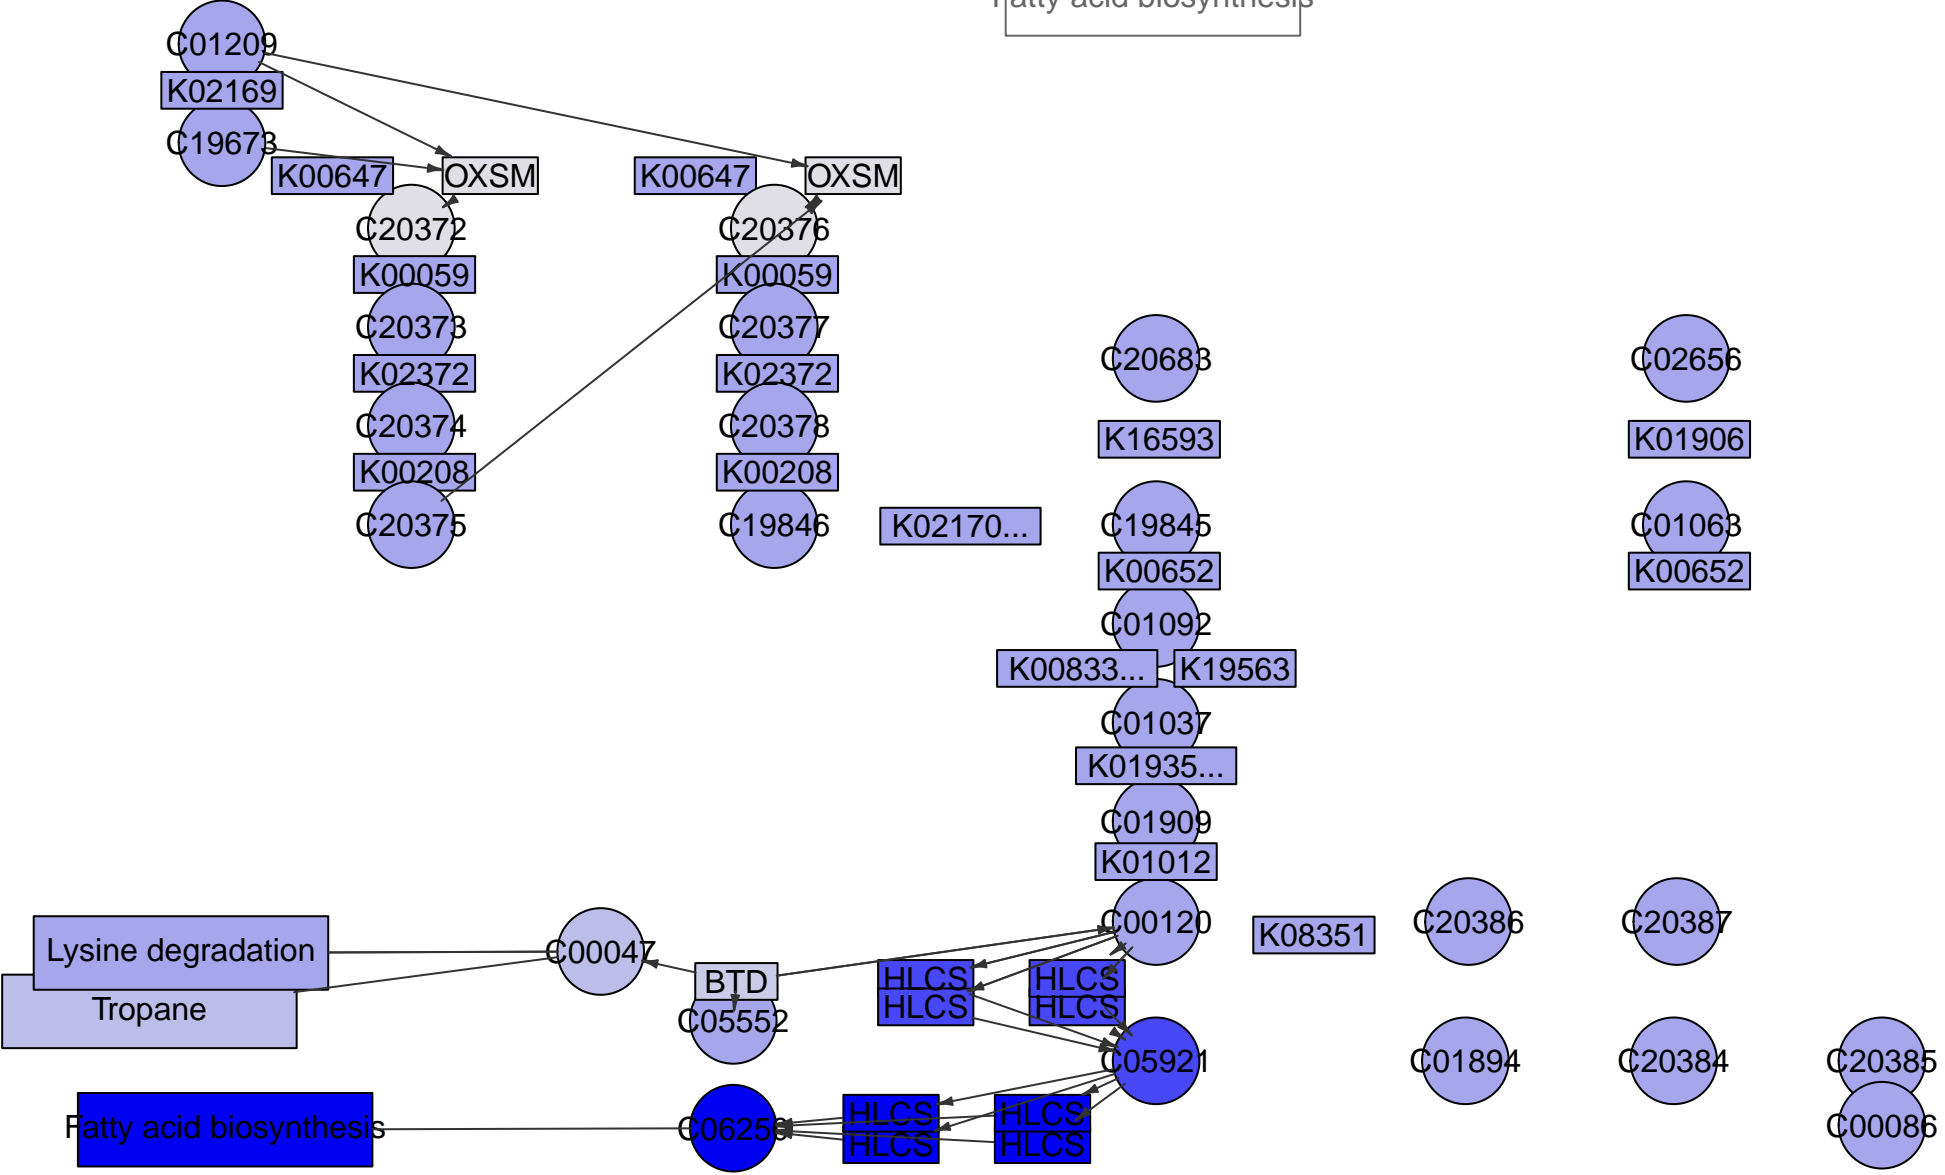 Fatty acid biosynthesis
C01209
K02169
C19673
K00647
OXSM
K00647
OXSM
C20372
C20376
K00059
K00059
C20373
C20377
C20683
C02656
K02372
K02372
C20374
C20378
K16593
K01906
K00208
K00208
C20375
C19846
K02170...
C19845
C01063
K00652
K00652
C01092
K00833...
K19563
C01037
K01935...
C01909
K01012
C00120
K08351
C20386
C20387
Lysine degradation
C00047
BTD
HLCS
HLCS
Tropane
HLCS
HLCS
C05552
C05921
C01894
C20384
C20385
Fatty acid biosynthesis
HLCS
HLCS
C00086
HLCS
HLCS